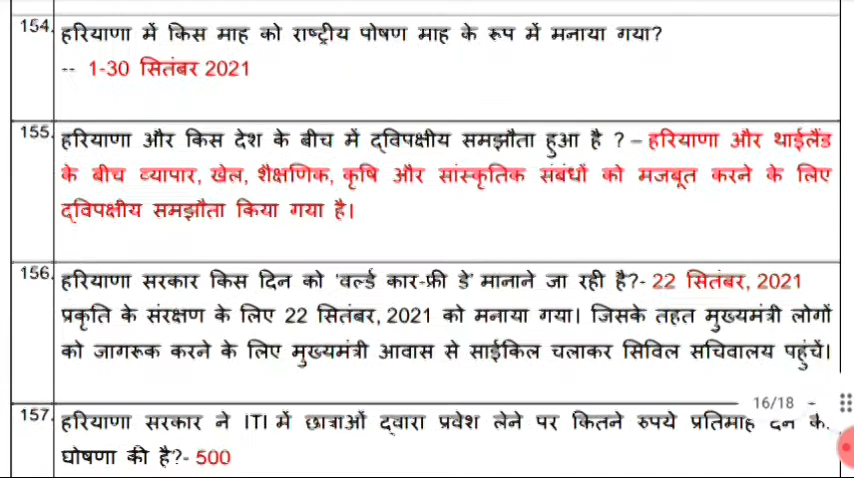 154. हरियाणा में किस माह को राष्ट्रीय पोषण माह के रूप में मनाया गया?
-- 1-30 सितंबर 2021
155. हरियाणा और किस देश के बीच में द्विपक्षीय समझौता हुआ है ? – हरियाणा और थाईलैंड
के बीच व्यापार, खेल, शैक्षणिक, कृषि और सांस्कृतिक संबंधों को मजबूत करने के लिए
द्विपक्षीय समझौता किया गया है।
156. हरियाणा सरकार किस दिन को 'वर्ल्ड कार-फ्री डे' मानाने जा रही है?- 22 सितंबर, 2021
प्रकृति के संरक्षण के लिए 22 सितंबर, 2021 को मनाया गया। जिसके तहत मुख्यमंत्री लोगों
को जागरूक करने के लिए मुख्यमंत्री आवास से साईकिल चलाकर सिविल सचिवालय पहुंचें।
16/18
157. हरियाणा सरकार ने ITI में छात्राओं द्वारा प्रवेश लेने पर कितने रुपये प्रतिमाह
घोषणा की है?- 500